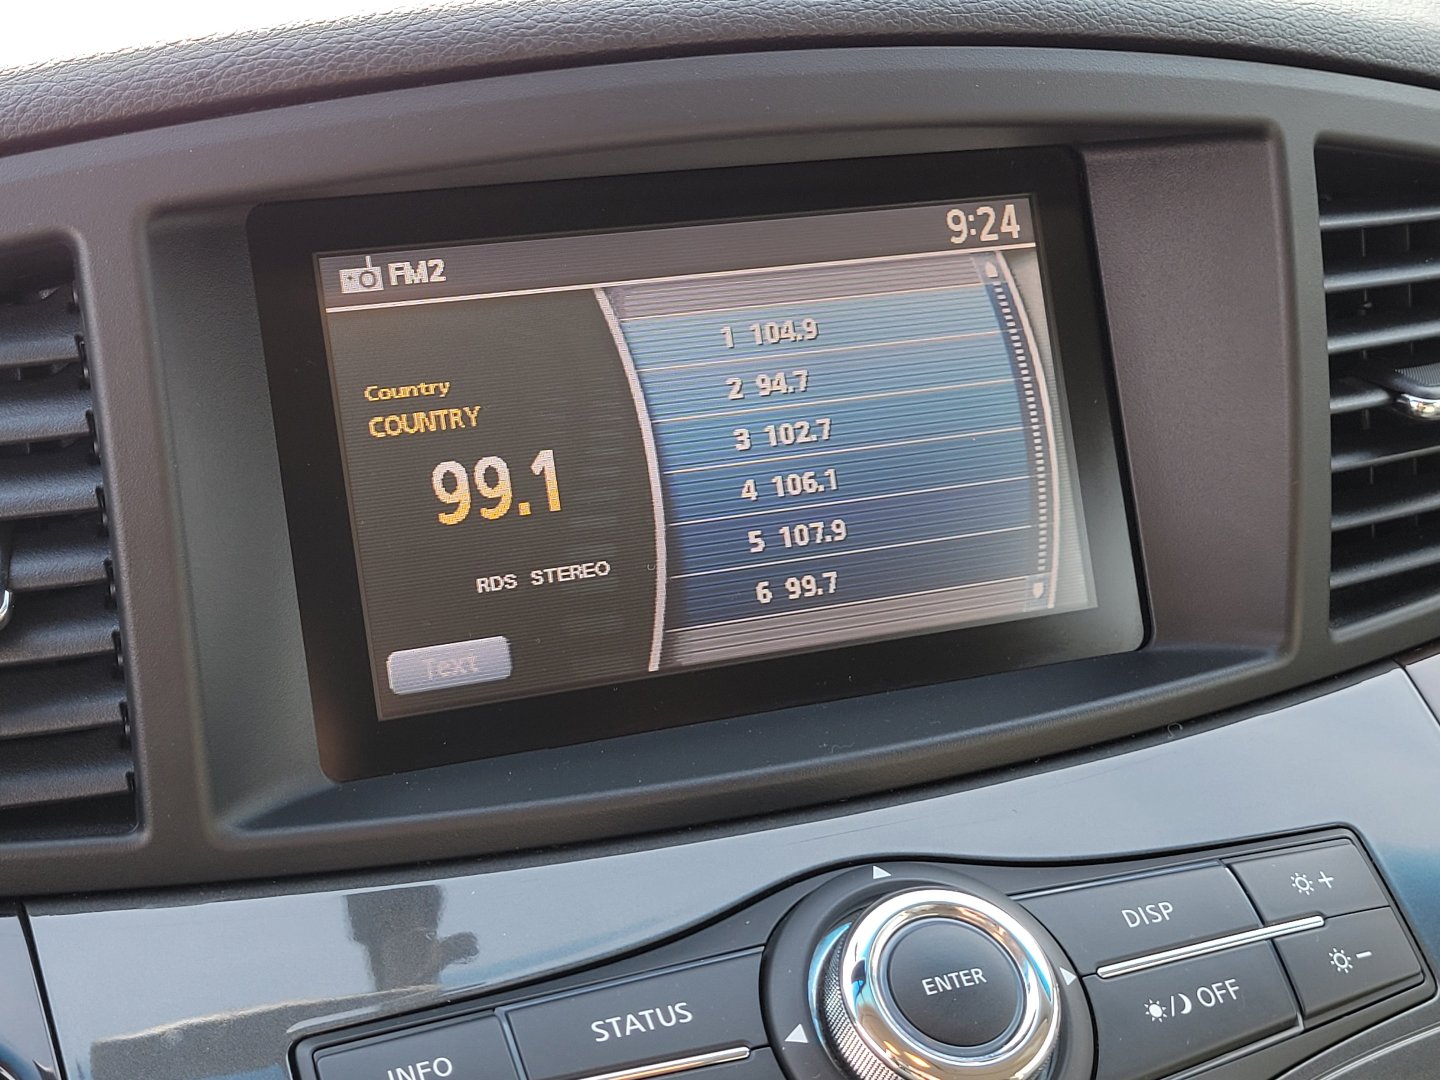 FM2
9:24
Country
COUNTRY
99.1
RDS STEREO
Text
1 104.9
2 94.7
3 102.7
4 106.1
5 107.9
6 99.7
INFO
STATUS
ENTER
DISP
OFF
+
-